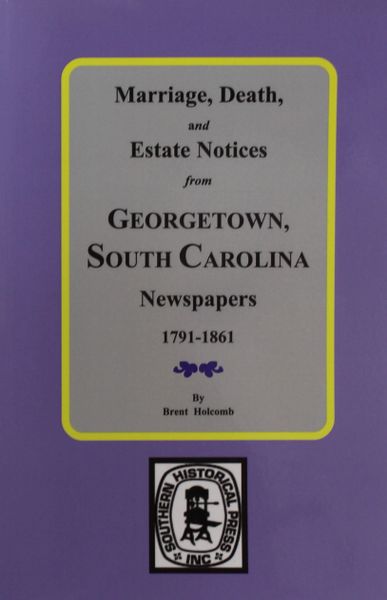 Marriage, Death,
and
Estate Notices
from
GEORGETOWN,
SOUTH CAROLINA
Newspapers
1791-1861
By
Brent Holcomb
SOUTHERN HISTORICAL PRESS
INC